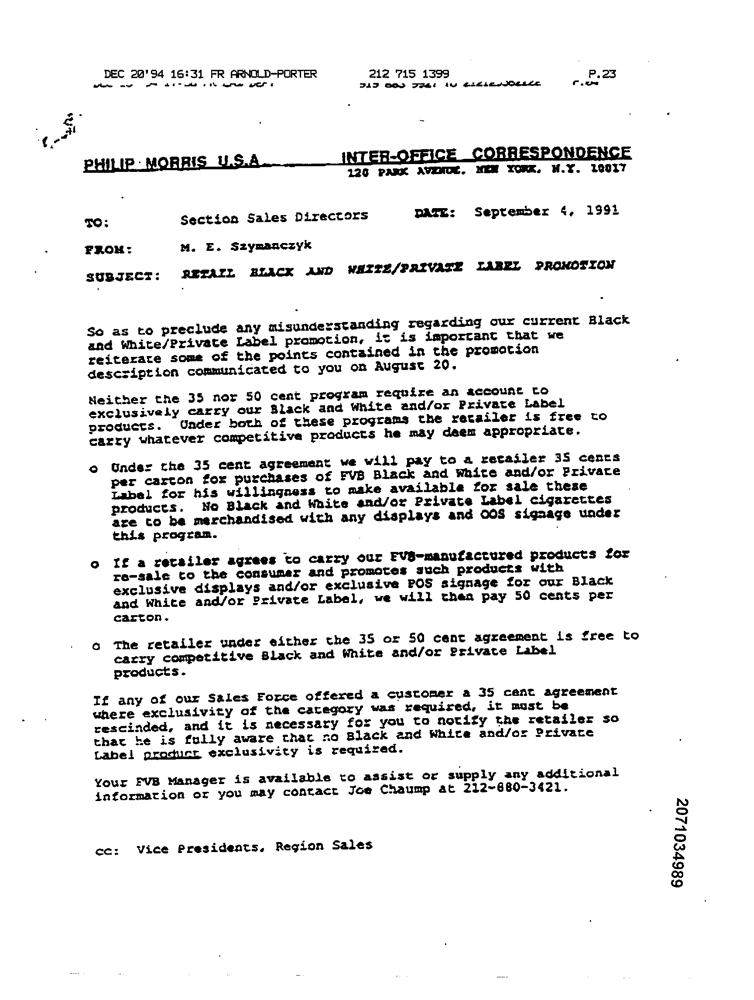 DEC 20'94 16:31 FR ARNOLD-PORTER 212 715 1399 P.23
PHILIP MORRIS U.S.A. INTER-OFFICE CORRESPONDENCE
120 PARK AVENUE, NEW YORK, N.Y. 10017
TO: Section Sales Directors DATE: September 4, 1991
FROM: M. E. Szymanczyk
SUBJECT: RETAIL BLACK AND WHITE/PRIVATE LABEL PROMOTION
So as to preclude any misunderstanding regarding our current Black
and White/Private Label promotion, it is important that we
reiterate some of the points contained in the promotion
description communicated to you on August 20.
Neither the 35 nor 50 cent program require an account to
exclusively carry our Black and White and/or Private Label
products. Under both of these programs the retailer is free to
carry whatever competitive products he may deem appropriate.
o Under the 35 cent agreement we will pay to a retailer 35 cents
per carton for purchases of FVB Black and White and/or Private
Label for his willingness to make available for sale these
products. No Black and White and/or Private Label cigarettes
are to be merchandised with any displays and OOS signage under
this program.
o If a retailer agrees to carry our FVB-manufactured products for
re-sale to the consumer and promotes such products with
exclusive displays and/or exclusive POS signage for our Black
and White and/or Private Label, we will then pay 50 cents per
carton.
o The retailer under either the 35 or 50 cent agreement is free to
carry competitive Black and White and/or Private Label
products.
If any of our Sales Force offered a customer a 35 cent agreement
where exclusivity of the category was required, it must be
rescinded, and it is necessary for you to notify the retailer so
that he is fully aware that no Black and White and/or Private
Label product exclusivity is required.
Your FVB Manager is available to assist or supply any additional
information or you may contact Joe Chaump at 212-880-3421.
cc: Vice Presidents, Region Sales
2071034989